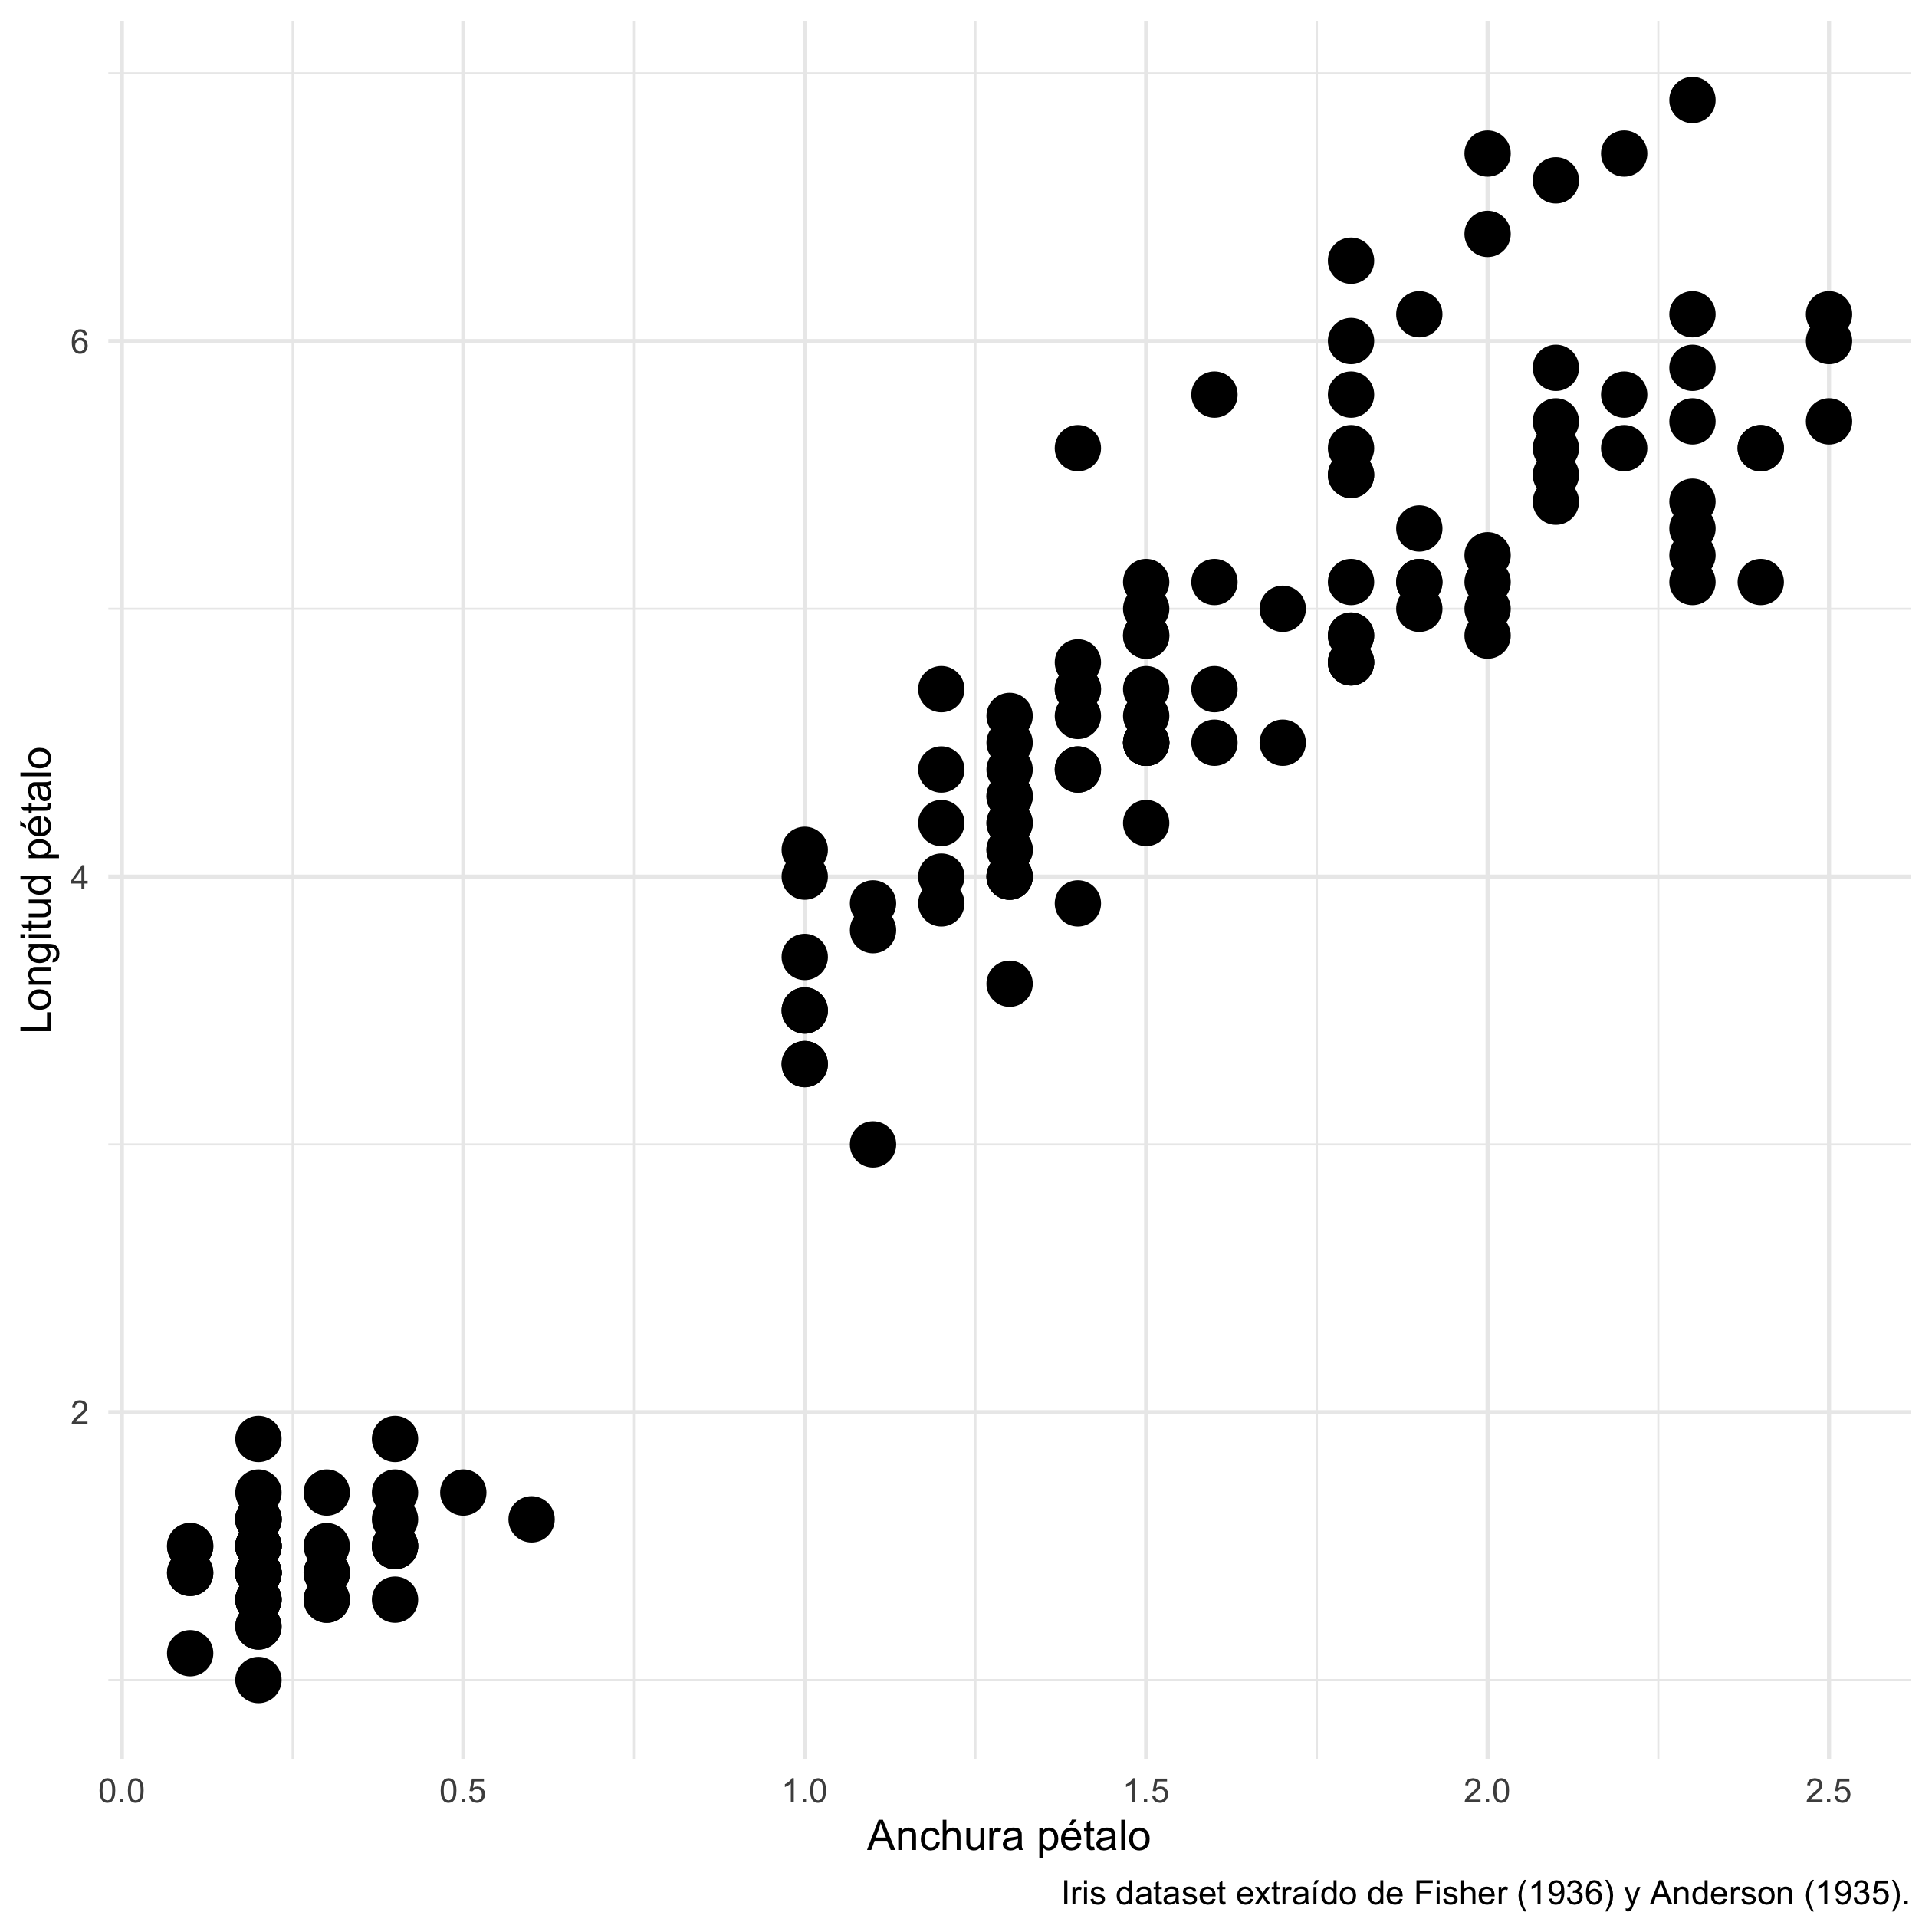 Longitud pétalo
6
4
2
0.0 0.5 1.0 1.5 2.0 2.5
Anchura pétalo
Iris dataset extraído de Fisher (1936) y Anderson (1935).